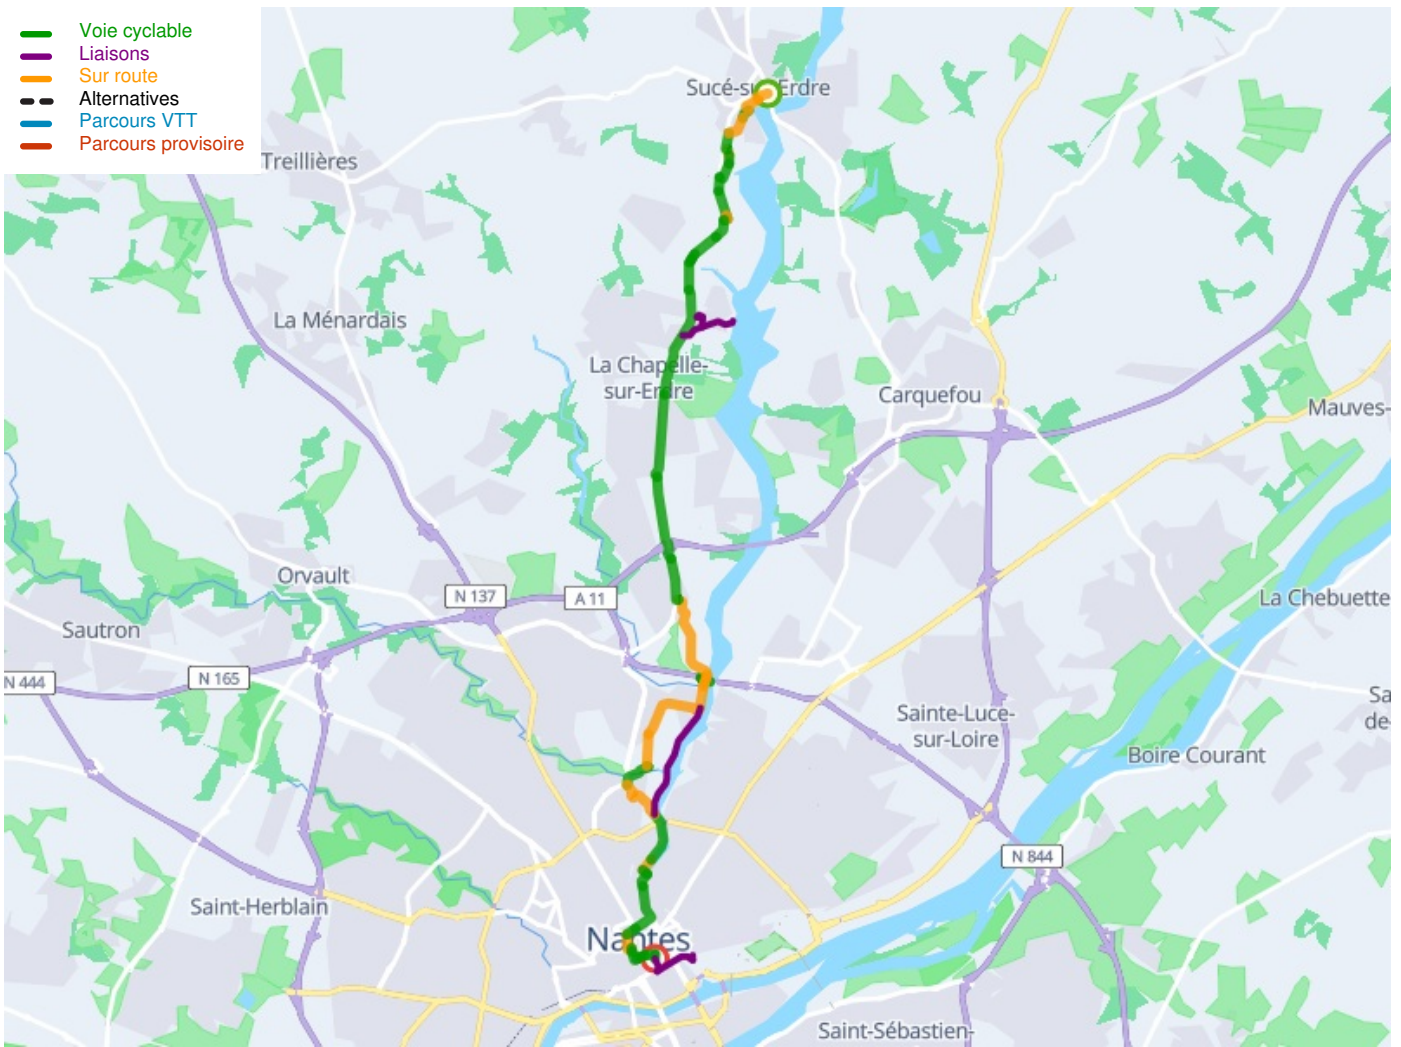 Voie cyclable
Liaisons
Sur route
Alternatives
Parcours VTT
Parcours provisoire
Sucé-sur-Erdre
Treillières
La Ménardais
La Chapelle-
sur-Erdre
Carquefou
Mauves-
Orvault
N 137
A 11
La Chebuette
Sautron
N 165
N 444
Sa
de-
Sainte-Luce-
sur-Loire
Boire Courant
N 844
Saint-Herblain
Nantes
Saint-Sébastien-